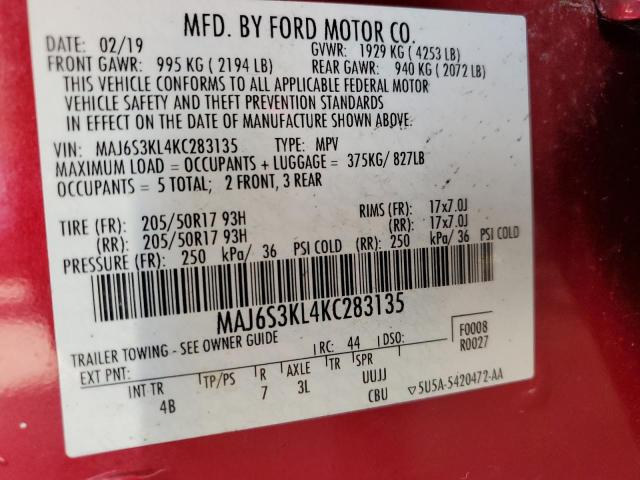 MFD. BY FORD MOTOR CO.
DATE: 02/19 GVWR: 1929 KG ( 4253 LB)
FRONT GAWR: 995 KG ( 2194 LB) REAR GAWR: 940 KG ( 2072 LB)
THIS VEHICLE CONFORMS TO ALL APPLICABLE FEDERAL MOTOR
VEHICLE SAFETY AND THEFT PREVENTION STANDARDS
IN EFFECT ON THE DATE OF MANUFACTURE SHOWN ABOVE.
VIN: MAJ6S3KL4KC283135 TYPE: MPV
MAXIMUM LOAD = OCCUPANTS + LUGGAGE = 375KG/ 827LB
OCCUPANTS = 5 TOTAL; 2 FRONT, 3 REAR
TIRE (FR): 205/50R17 93H RIMS (FR): 17x7.0J
(RR): 205/50R17 93H (RR): 17x7.0J
PRESSURE (FR): 250 kPa/ 36 PSI COLD (RR): 250 kPa/ 36 PSI COLD
MAJ6S3KL4KC283135
TRAILER TOWING - SEE OWNER GUIDE
EXT PNT: RC: 44 DSO: F0008
R0027
INT TR TP/PS R AXLE TR SPR
4B 7 3L UUJJ
CBU ▽5U5A-5420472-AA